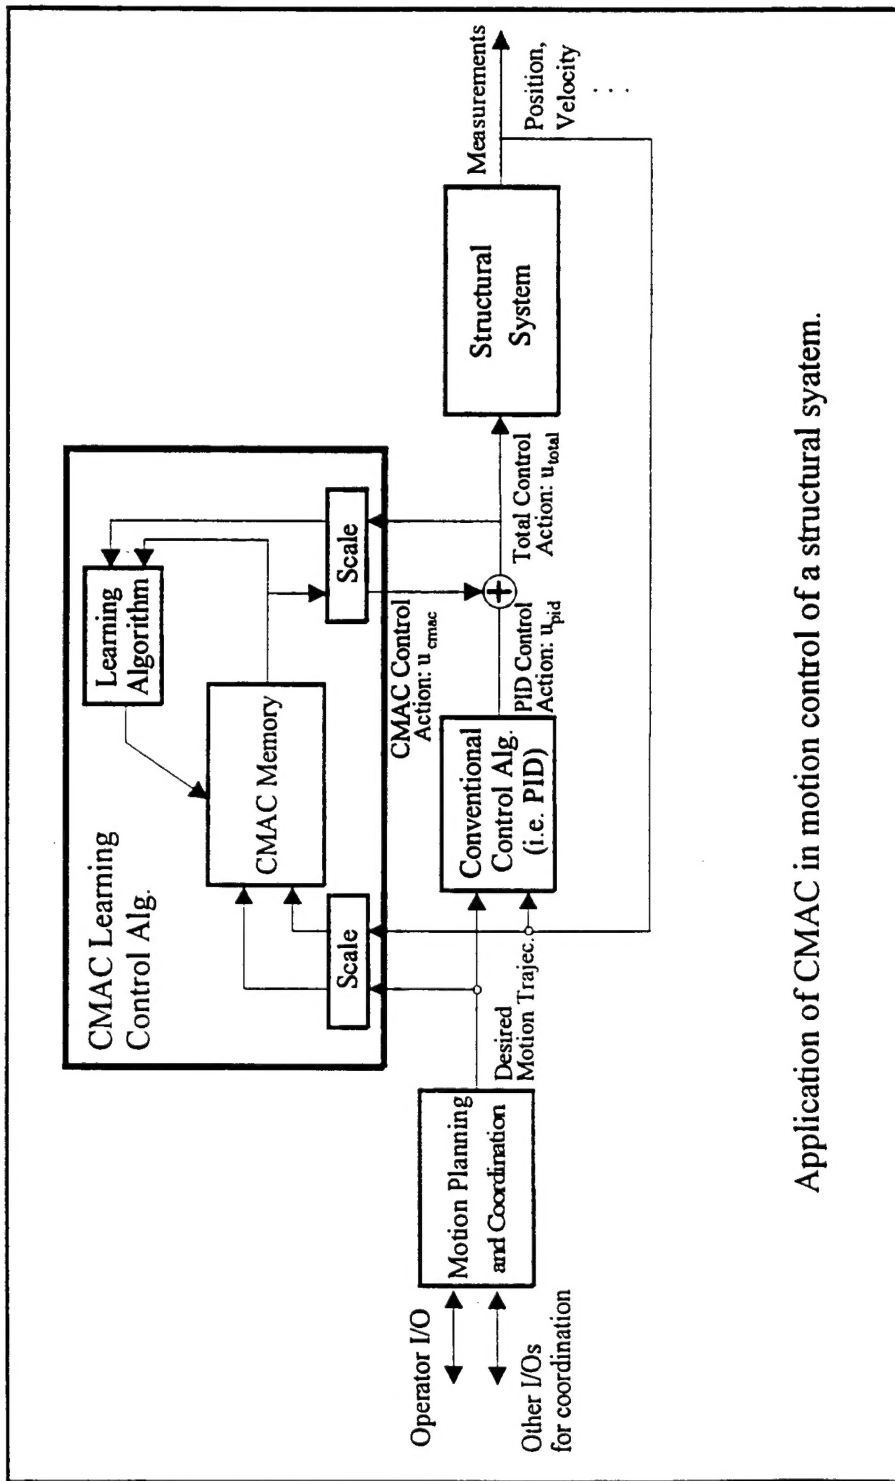 CMAC Learning
Control Alg.
Learning
Algorithm
CMAC Memory
Scale
Scale
CMAC Control
Action: u_cmac
Operator I/O
Other I/Os
for coordination
Motion Planning
and Coordination
Desired
Motion Trajec.
Conventional
Control Alg.
(i.e. PID)
PID Control
Action: u_pid
+
Total Control
Action: u_total
Structural
System
Measurements
Position,
Velocity
. . .
Application of CMAC in motion control of a structural syatem.